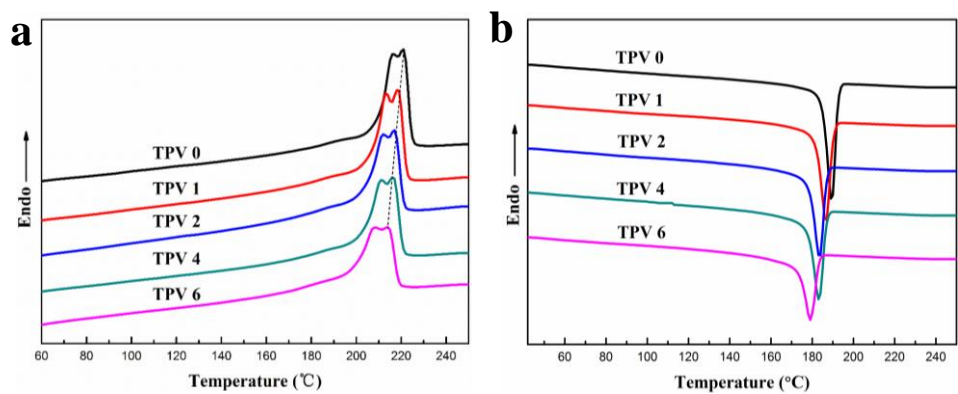 a
Endo
TPV 0
TPV 1
TPV 2
TPV 4
TPV 6
60 80 100 120 140 160 180 200 220 240
Temperature (℃)
b
Endo
TPV 0
TPV 1
TPV 2
TPV 4
TPV 6
60 80 100 120 140 160 180 200 220 240
Temperature (°C)